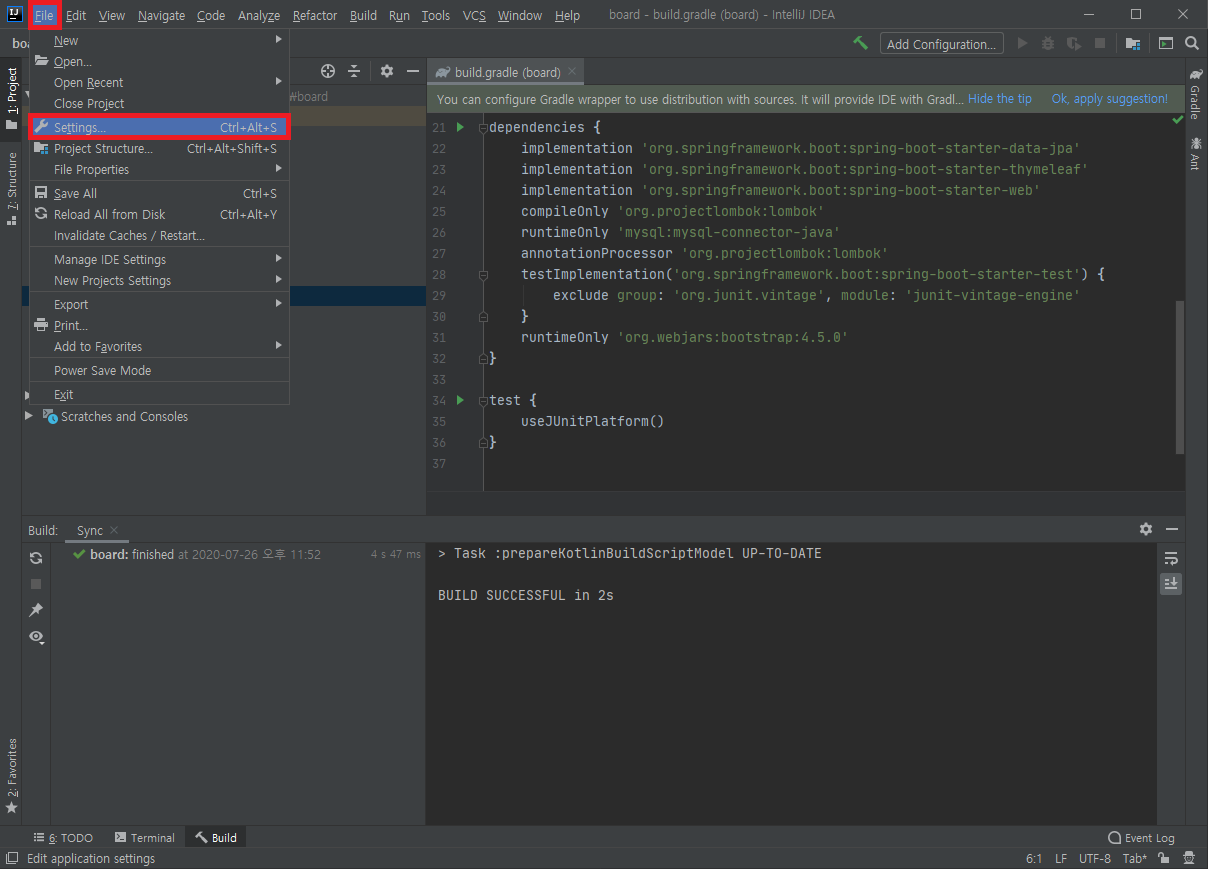 IJ File Edit View Navigate Code Analyze Refactor Build Run Tools VCS Window Help board - build.gradle (board) - IntelliJ IDEA
Add Configuration...
New
Open...
Open Recent
Close Project
Settings... Ctrl+Alt+S
Project Structure... Ctrl+Alt+Shift+S
File Properties
Save All Ctrl+S
Reload All from Disk Ctrl+Alt+Y
Invalidate Caches / Restart...
Manage IDE Settings
New Projects Settings
Export
Print...
Add to Favorites
Power Save Mode
Exit
#board
Scratches and Consoles
1: Project
7: Structure
2: Favorites
build.gradle (board)
You can configure Gradle wrapper to use distribution with sources. It will provide IDE with Gradl... Hide the tip Ok, apply suggestion!
21 dependencies {
22 implementation 'org.springframework.boot:spring-boot-starter-data-jpa'
23 implementation 'org.springframework.boot:spring-boot-starter-thymeleaf'
24 implementation 'org.springframework.boot:spring-boot-starter-web'
25 compileOnly 'org.projectlombok:lombok'
26 runtimeOnly 'mysql:mysql-connector-java'
27 annotationProcessor 'org.projectlombok:lombok'
28 testImplementation('org.springframework.boot:spring-boot-starter-test') {
29 exclude group: 'org.junit.vintage', module: 'junit-vintage-engine'
30 }
31 runtimeOnly 'org.webjars:bootstrap:4.5.0'
32 }
33
34 test {
35 useJUnitPlatform()
36 }
37
Gradle
Ant
Build: Sync
board: finished at 2020-07-26 오후 11:52 4 s 47 ms
> Task :prepareKotlinBuildScriptModel UP-TO-DATE
BUILD SUCCESSFUL in 2s
6: TODO Terminal Build Event Log
Edit application settings 6:1 LF UTF-8 Tab*